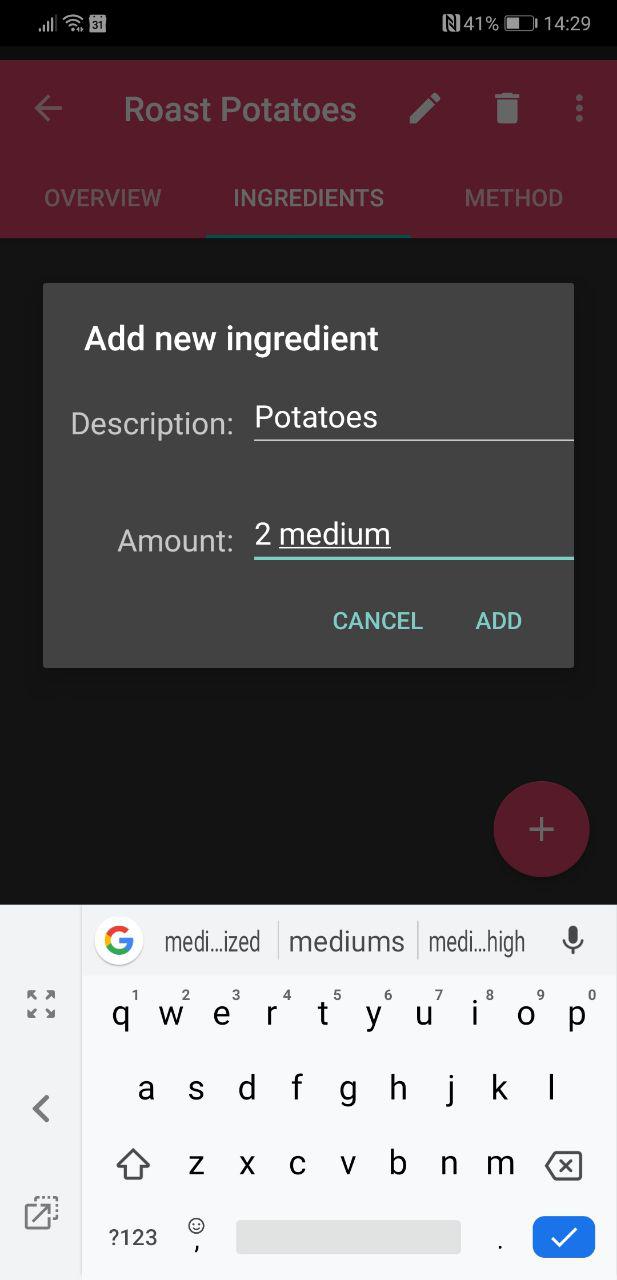 31 41% 14:29
Roast Potatoes
OVERVIEW INGREDIENTS METHOD
Add new ingredient
Description: Potatoes
Amount: 2 medium
CANCEL ADD
+
G medi...ized mediums medi...high
1 2 3 4 5 6 7 8 9 0
q w e r t y u i o p
a s d f g h j k l
z x c v b n m
?123 , .